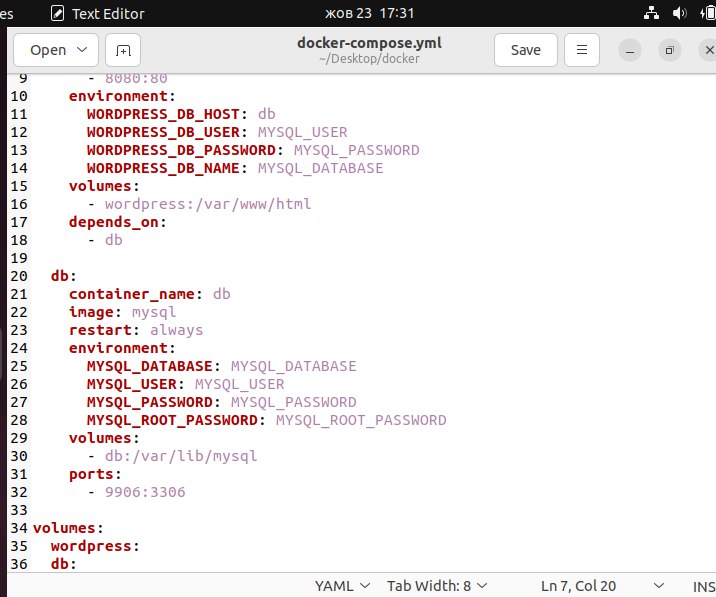 es Text Editor жов 23 17:31
Open docker-compose.yml Save
~/Desktop/docker
9 - 8080:80
10 environment:
11 WORDPRESS_DB_HOST: db
12 WORDPRESS_DB_USER: MYSQL_USER
13 WORDPRESS_DB_PASSWORD: MYSQL_PASSWORD
14 WORDPRESS_DB_NAME: MYSQL_DATABASE
15 volumes:
16 - wordpress:/var/www/html
17 depends_on:
18 - db
19
20 db:
21 container_name: db
22 image: mysql
23 restart: always
24 environment:
25 MYSQL_DATABASE: MYSQL_DATABASE
26 MYSQL_USER: MYSQL_USER
27 MYSQL_PASSWORD: MYSQL_PASSWORD
28 MYSQL_ROOT_PASSWORD: MYSQL_ROOT_PASSWORD
29 volumes:
30 - db:/var/lib/mysql
31 ports:
32 - 9906:3306
33
34 volumes:
35 wordpress:
36 db:
YAML Tab Width: 8 Ln 7, Col 20 INS